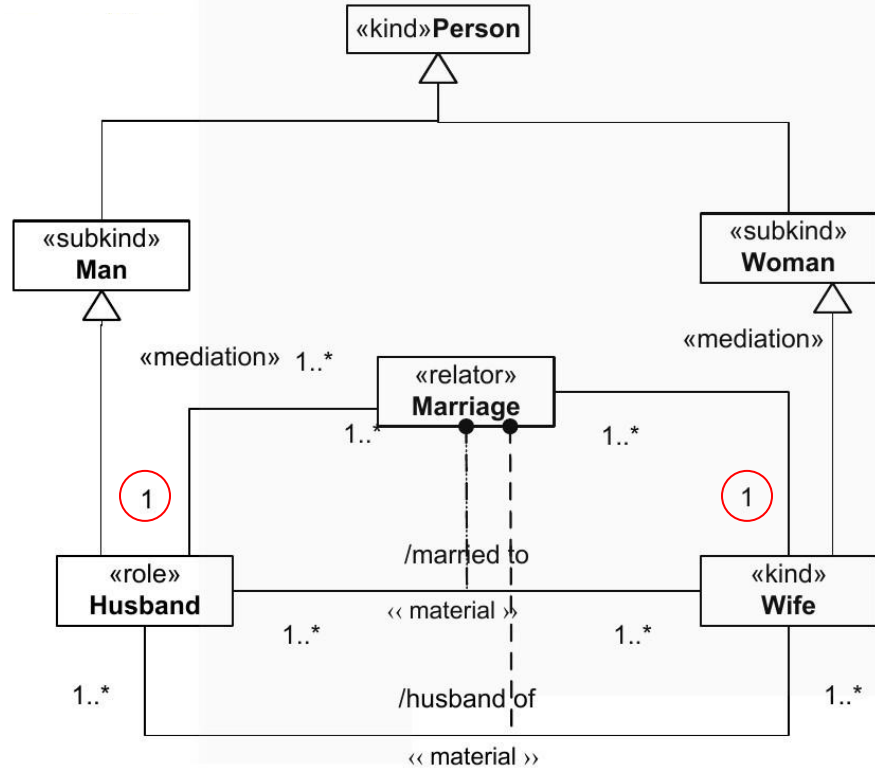 «kind»Person
«subkind»
Man
«subkind»
Woman
«mediation»
1..*
«relator»
Marriage
«mediation»
1..*
1..*
1
1
/married to
«role»
Husband
«kind»
Wife
‹‹ material ››
1..*
1..*
1..*
/husband of
1..*
‹‹ material ››